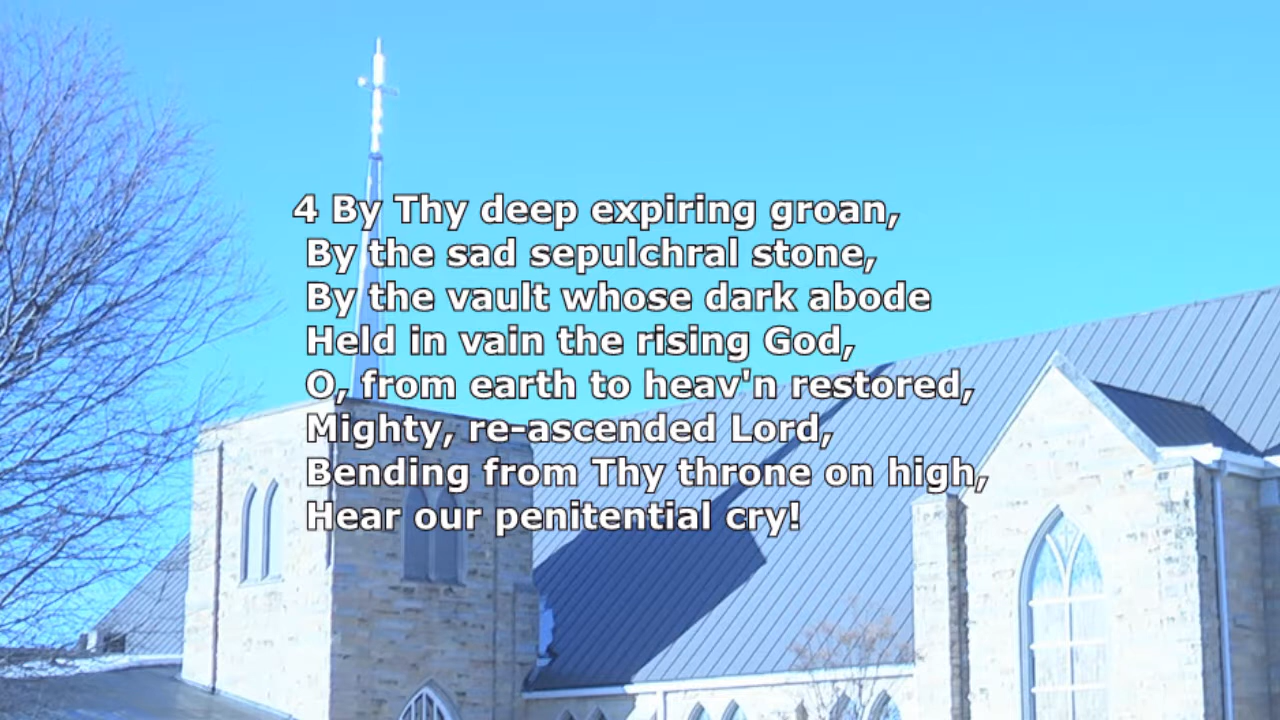 4 By Thy deep expiring groan,
By the sad sepulchral stone,
By the vault whose dark abode
Held in vain the rising God,
O, from earth to heav'n restored,
Mighty, re-ascended Lord,
Bending from Thy throne on high,
Hear our penitential cry!